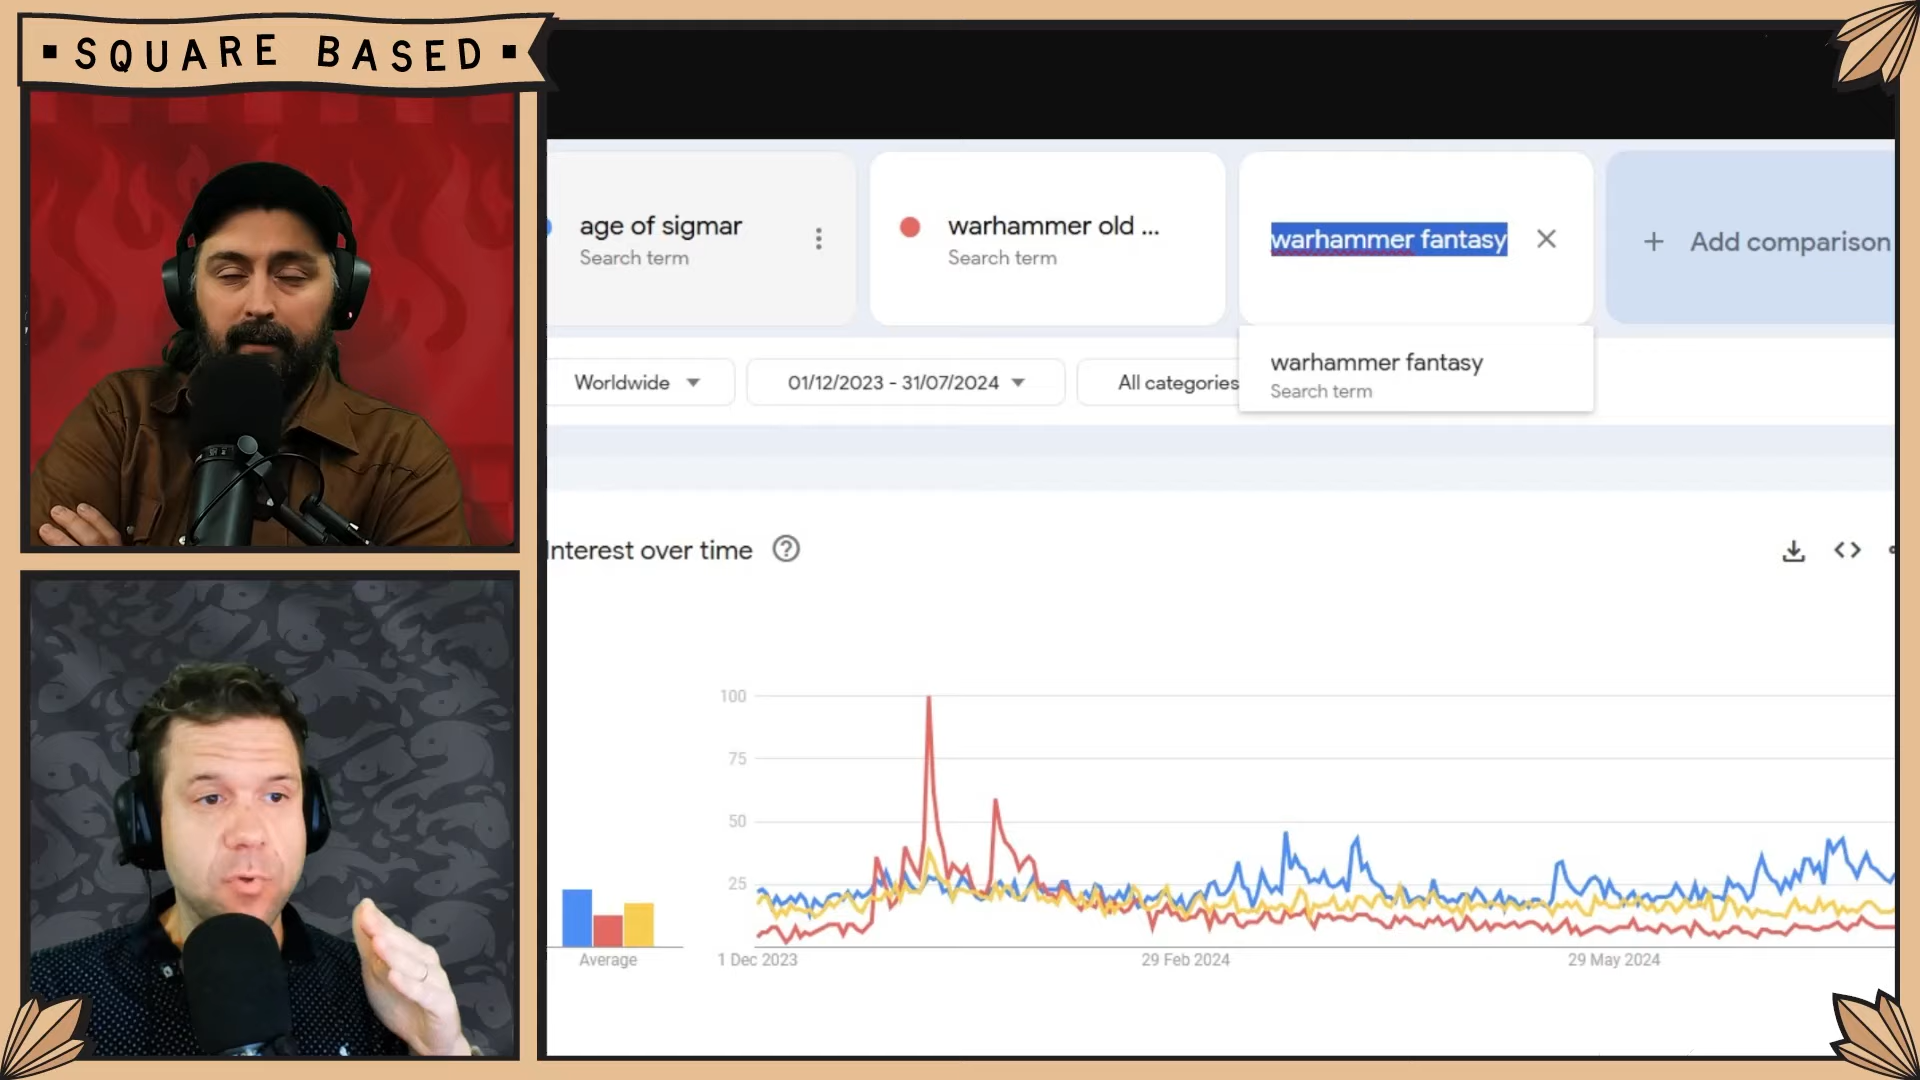 SQUARE BASED
age of sigmar
Search term
warhammer old ...
Search term
warhammer fantasy
+ Add comparison
warhammer fantasy
Search term
Worldwide
01/12/2023 - 31/07/2024
All categories
Interest over time
100
75
50
25
Average
1 Dec 2023
29 Feb 2024
29 May 2024